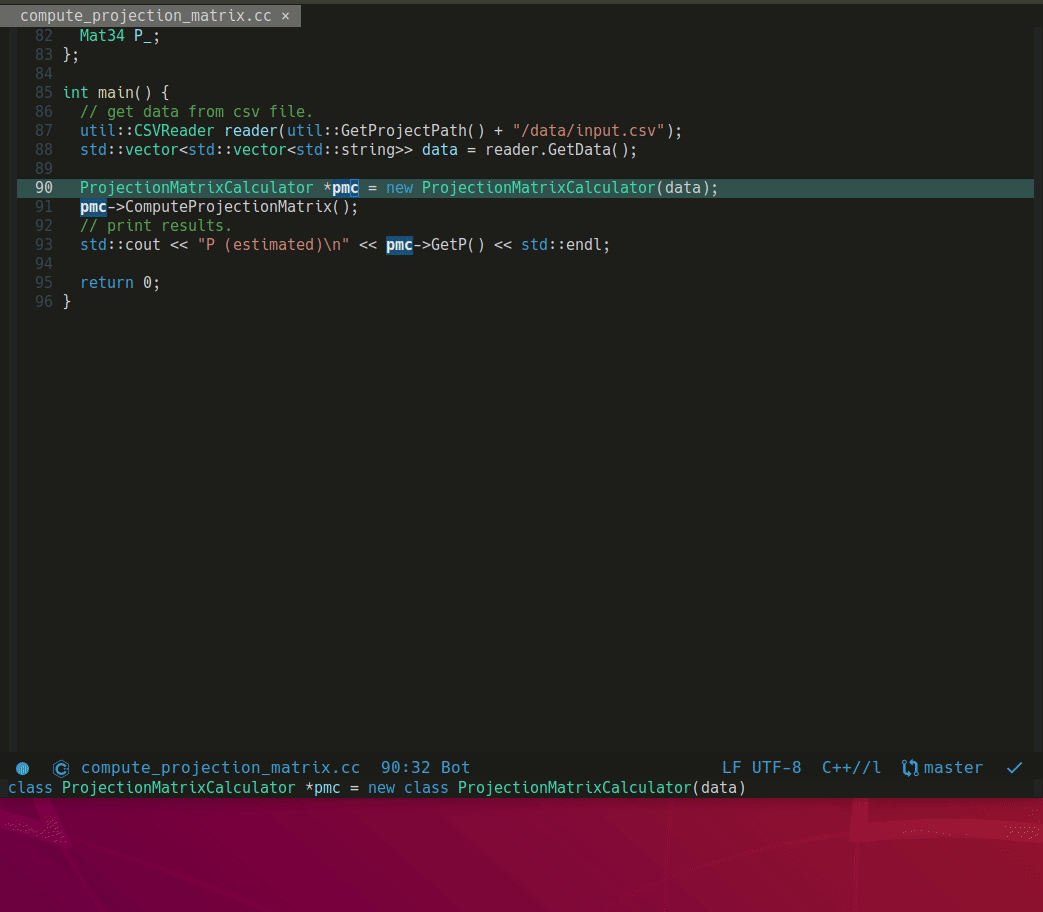 compute_projection_matrix.cc ×
82 Mat34 P_;
83 };
84
85 int main() {
86 // get data from csv file.
87 util::CSVReader reader(util::GetProjectPath() + "/data/input.csv");
88 std::vector<std::vector<std::string>> data = reader.GetData();
89
90 ProjectionMatrixCalculator *pmc = new ProjectionMatrixCalculator(data);
91 pmc->ComputeProjectionMatrix();
92 // print results.
93 std::cout << "P (estimated)\n" << pmc->GetP() << std::endl;
94
95 return 0;
96 }
compute_projection_matrix.cc 90:32 Bot LF UTF-8 C++//l master
class ProjectionMatrixCalculator *pmc = new class ProjectionMatrixCalculator(data)